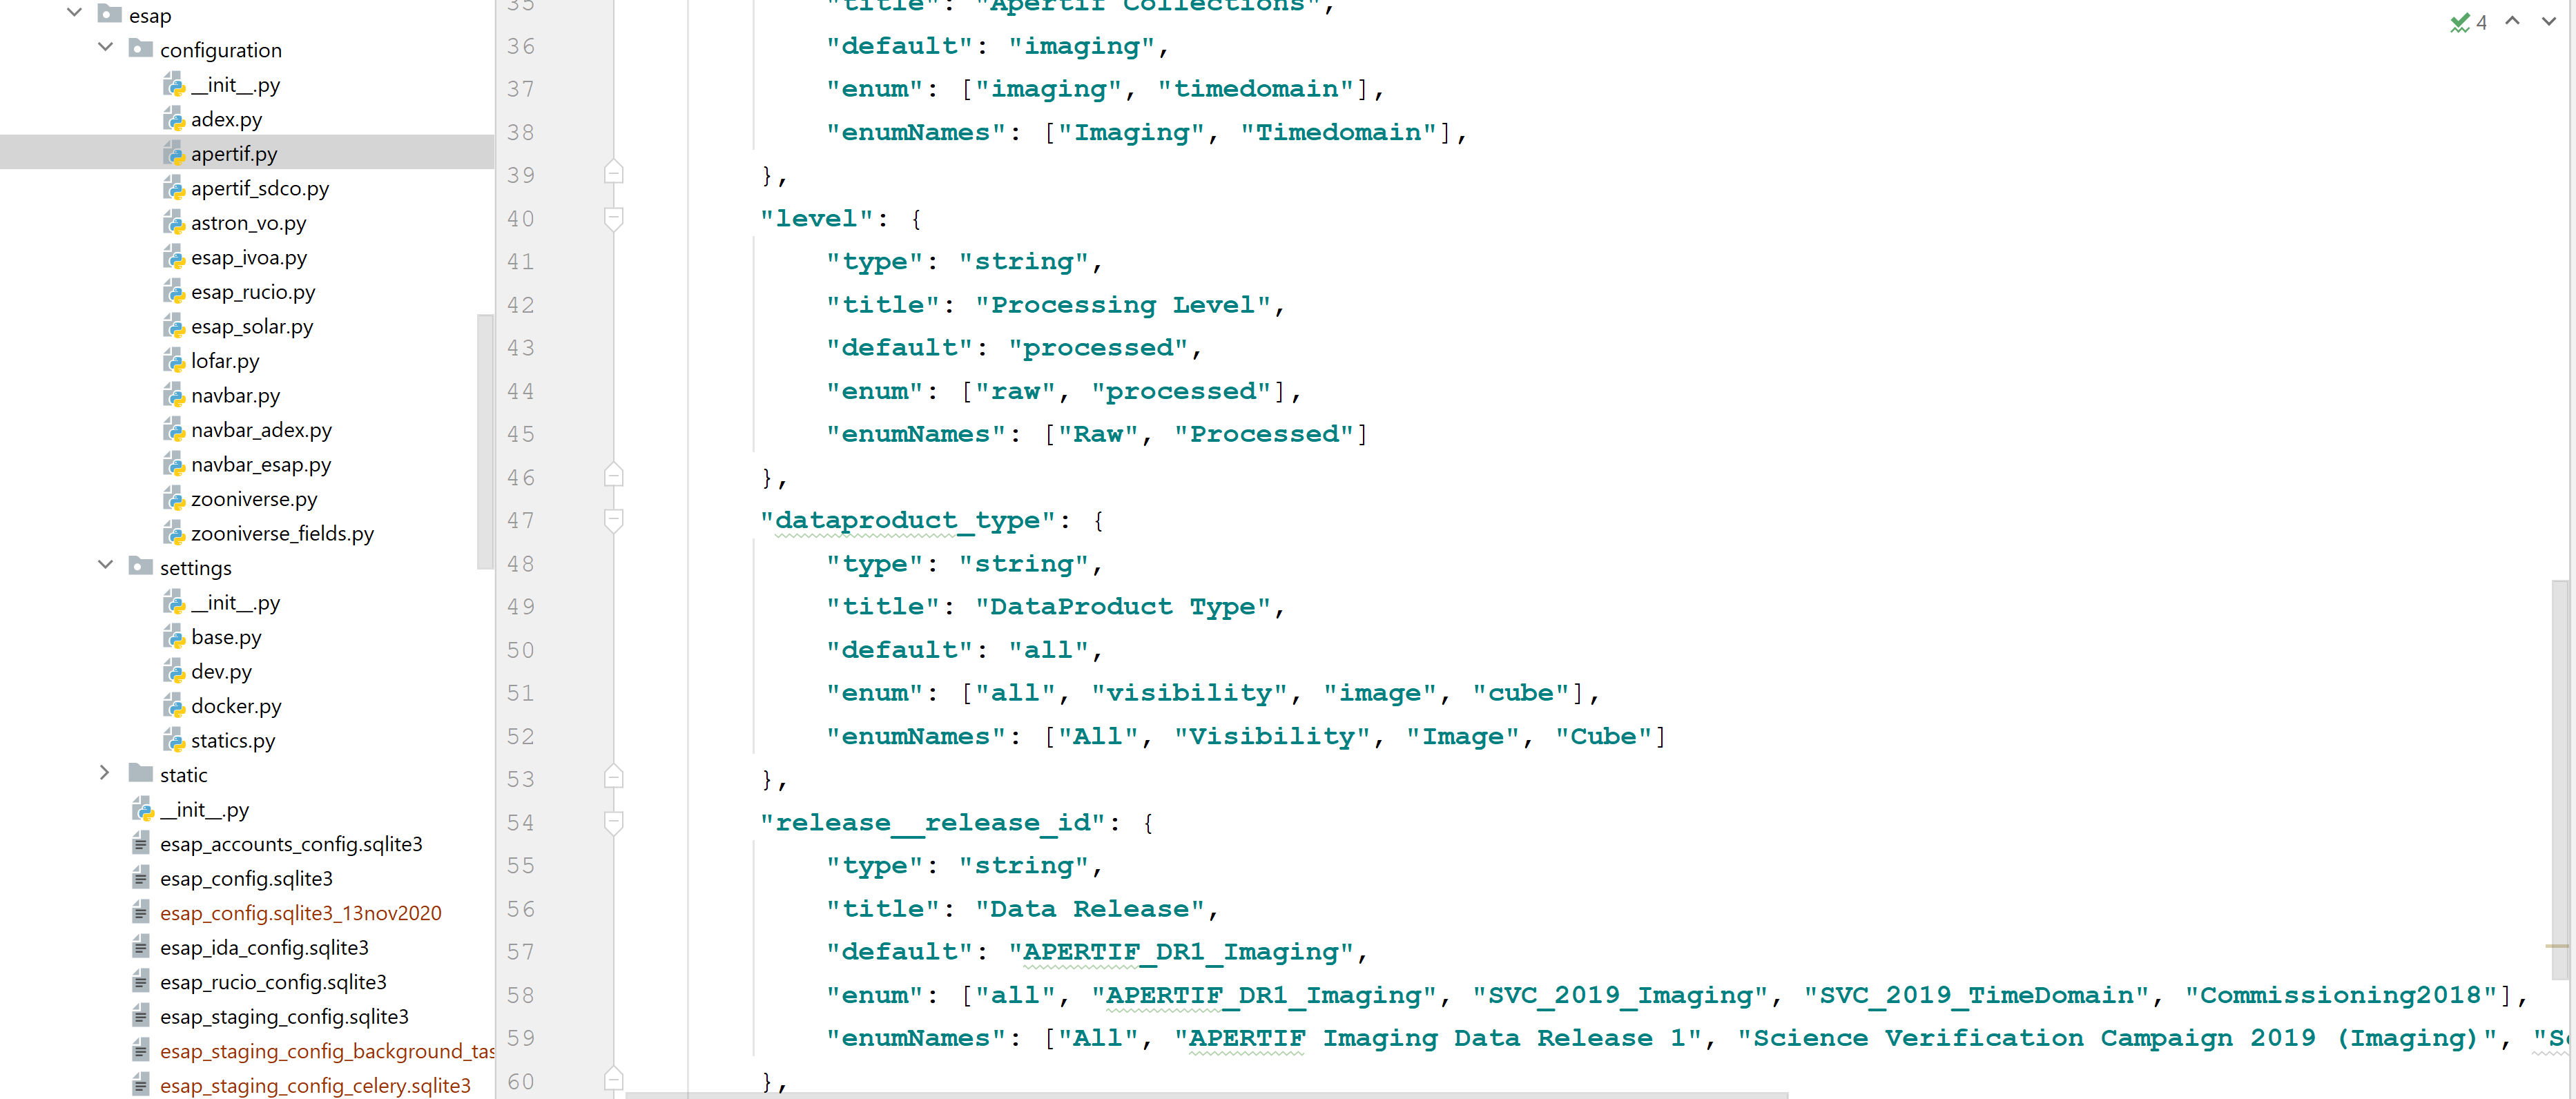 esap
configuration
__init__.py
adex.py
apertif.py
apertif_sdco.py
astron_vo.py
esap_ivoa.py
esap_rucio.py
esap_solar.py
lofar.py
navbar.py
navbar_adex.py
navbar_esap.py
zooniverse.py
zooniverse_fields.py
settings
__init__.py
base.py
dev.py
docker.py
statics.py
static
__init__.py
esap_accounts_config.sqlite3
esap_config.sqlite3
esap_config.sqlite3_13nov2020
esap_ida_config.sqlite3
esap_rucio_config.sqlite3
esap_staging_config.sqlite3
esap_staging_config_background_tas
esap_staging_config_celery.sqlite3
4
35 "title": "Apertif Collections",
36 "default": "imaging",
37 "enum": ["imaging", "timedomain"],
38 "enumNames": ["Imaging", "Timedomain"],
39 },
40 "level": {
41 "type": "string",
42 "title": "Processing Level",
43 "default": "processed",
44 "enum": ["raw", "processed"],
45 "enumNames": ["Raw", "Processed"]
46 },
47 "dataproduct_type": {
48 "type": "string",
49 "title": "DataProduct Type",
50 "default": "all",
51 "enum": ["all", "visibility", "image", "cube"],
52 "enumNames": ["All", "Visibility", "Image", "Cube"]
53 },
54 "release__release_id": {
55 "type": "string",
56 "title": "Data Release",
57 "default": "APERTIF_DR1_Imaging",
58 "enum": ["all", "APERTIF_DR1_Imaging", "SVC_2019_Imaging", "SVC_2019_TimeDomain", "Commissioning2018"],
59 "enumNames": ["All", "APERTIF Imaging Data Release 1", "Science Verification Campaign 2019 (Imaging)",
60 },